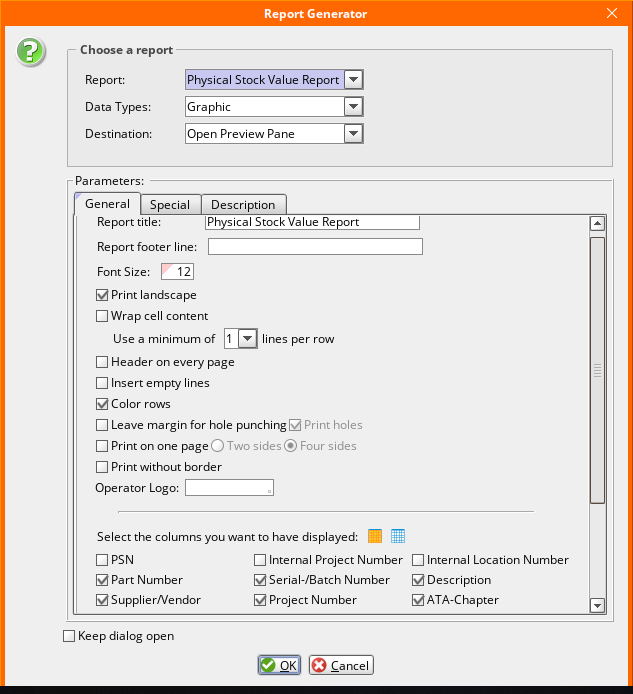 Report Generator
Choose a report
Report: Physical Stock Value Report
Data Types: Graphic
Destination: Open Preview Pane
Parameters:
General Special Description
Report title: Physical Stock Value Report
Report footer line:
Font Size: 12
Print landscape
Wrap cell content
Use a minimum of 1 lines per row
Header on every page
Insert empty lines
Color rows
Leave margin for hole punching Print holes
Print on one page Two sides Four sides
Print without border
Operator Logo:
Select the columns you want to have displayed:
PSN Internal Project Number Internal Location Number
Part Number Serial-/Batch Number Description
Supplier/Vendor Project Number ATA-Chapter
Keep dialog open
OK Cancel